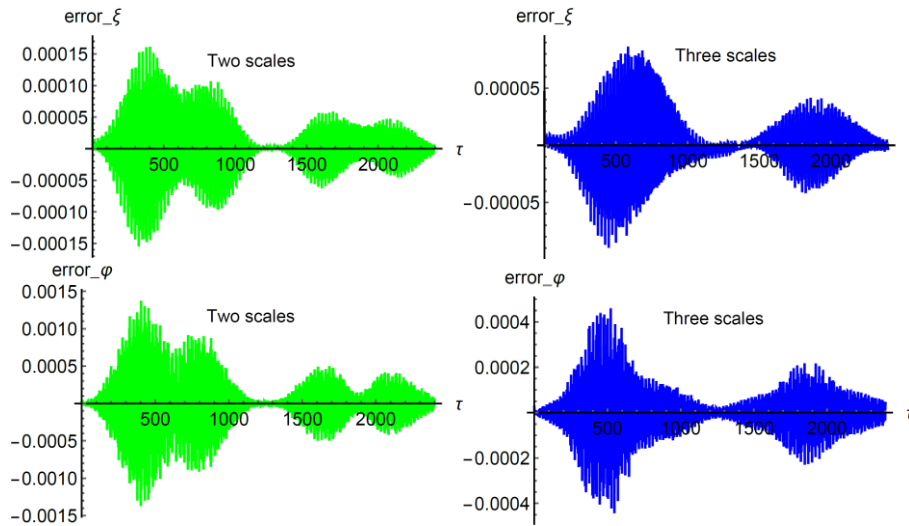 error_ξ
Two scales
0.00015
0.00010
0.00005
-0.00005
-0.00010
-0.00015
500
1000
1500
2000
τ
error_ξ
Three scales
0.00005
-0.00005
500
1000
1500
2000
τ
error_φ
Two scales
0.0015
0.0010
0.0005
-0.0005
-0.0010
-0.0015
500
1000
1500
2000
τ
error_φ
Three scales
0.0004
0.0002
-0.0002
-0.0004
500
1000
1500
2000
τ